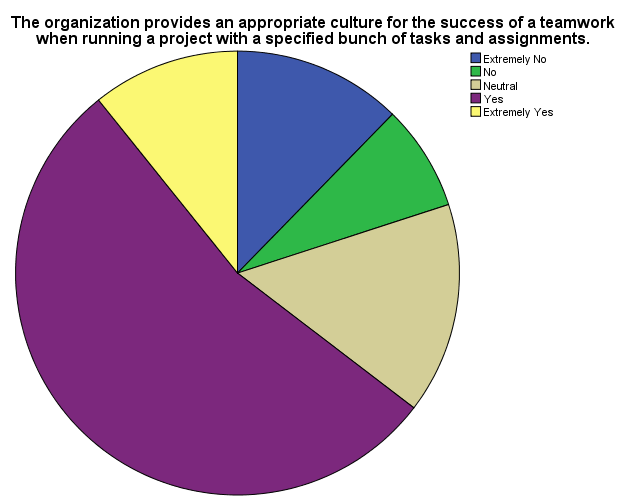 The organization provides an appropriate culture for the success of a teamwork
when running a project with a specified bunch of tasks and assignments.
Extremely No
No
Neutral
Yes
Extremely Yes